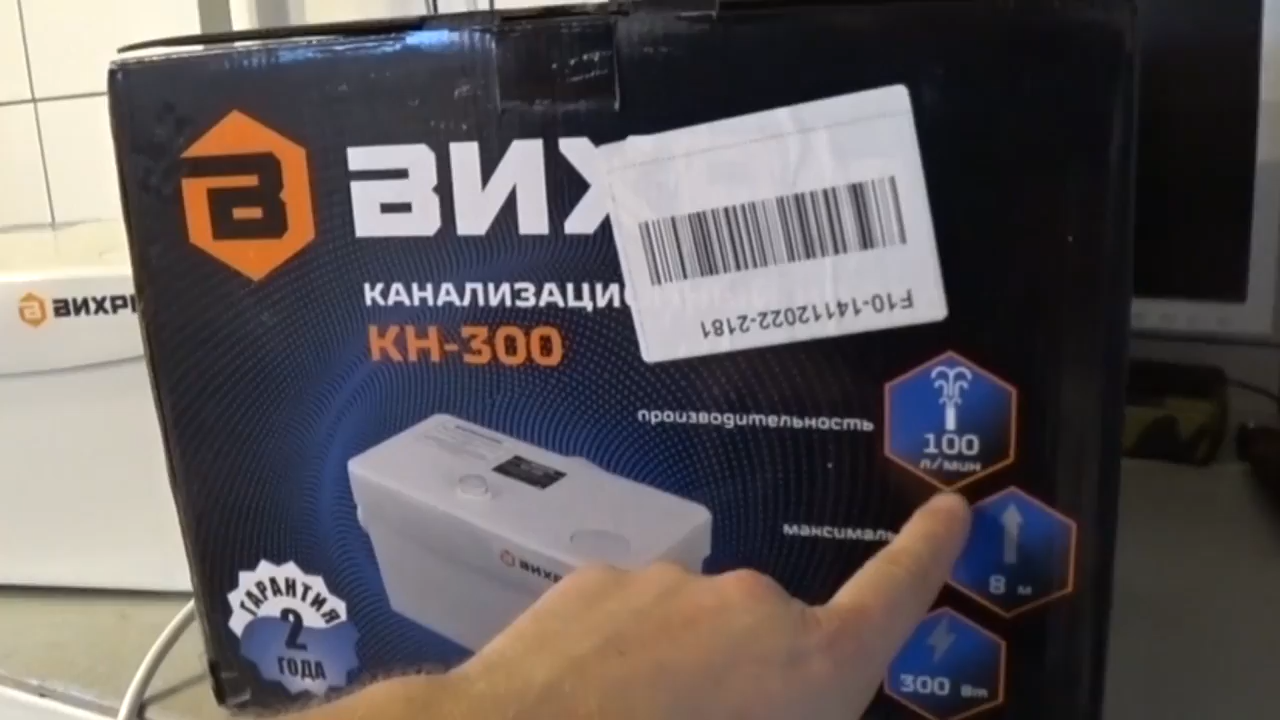 ВИХРЬ
ВИХ
КАНАЛИЗАЦИ
КН-300
F10-14112022-2181
производительность
100
л/мин
максималь
8 м
300 Вт
ВИХР
ГАРАНТИЯ
2
ГОДА